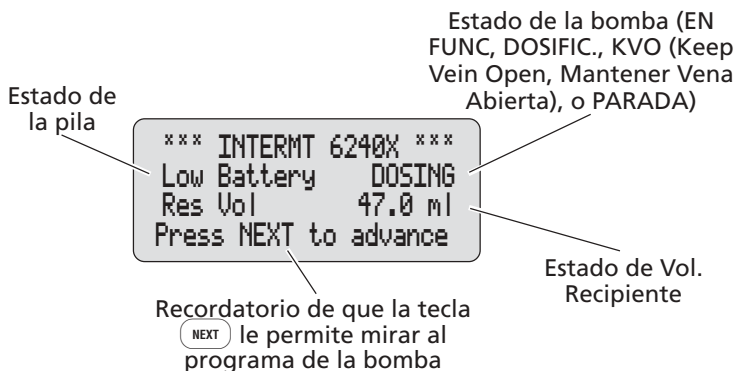 Estado de la bomba (EN
FUNC, DOSIFIC., KVO (Keep
Vein Open, Mantener Vena
Abierta), o PARADA)
Estado de
la pila
*** INTERMT 6240X ***
Low Battery DOSING
Res Vol 47.0 ml
Press NEXT to advance
Estado de Vol.
Recipiente
Recordatorio de que la tecla
NEXT le permite mirar al
programa de la bomba